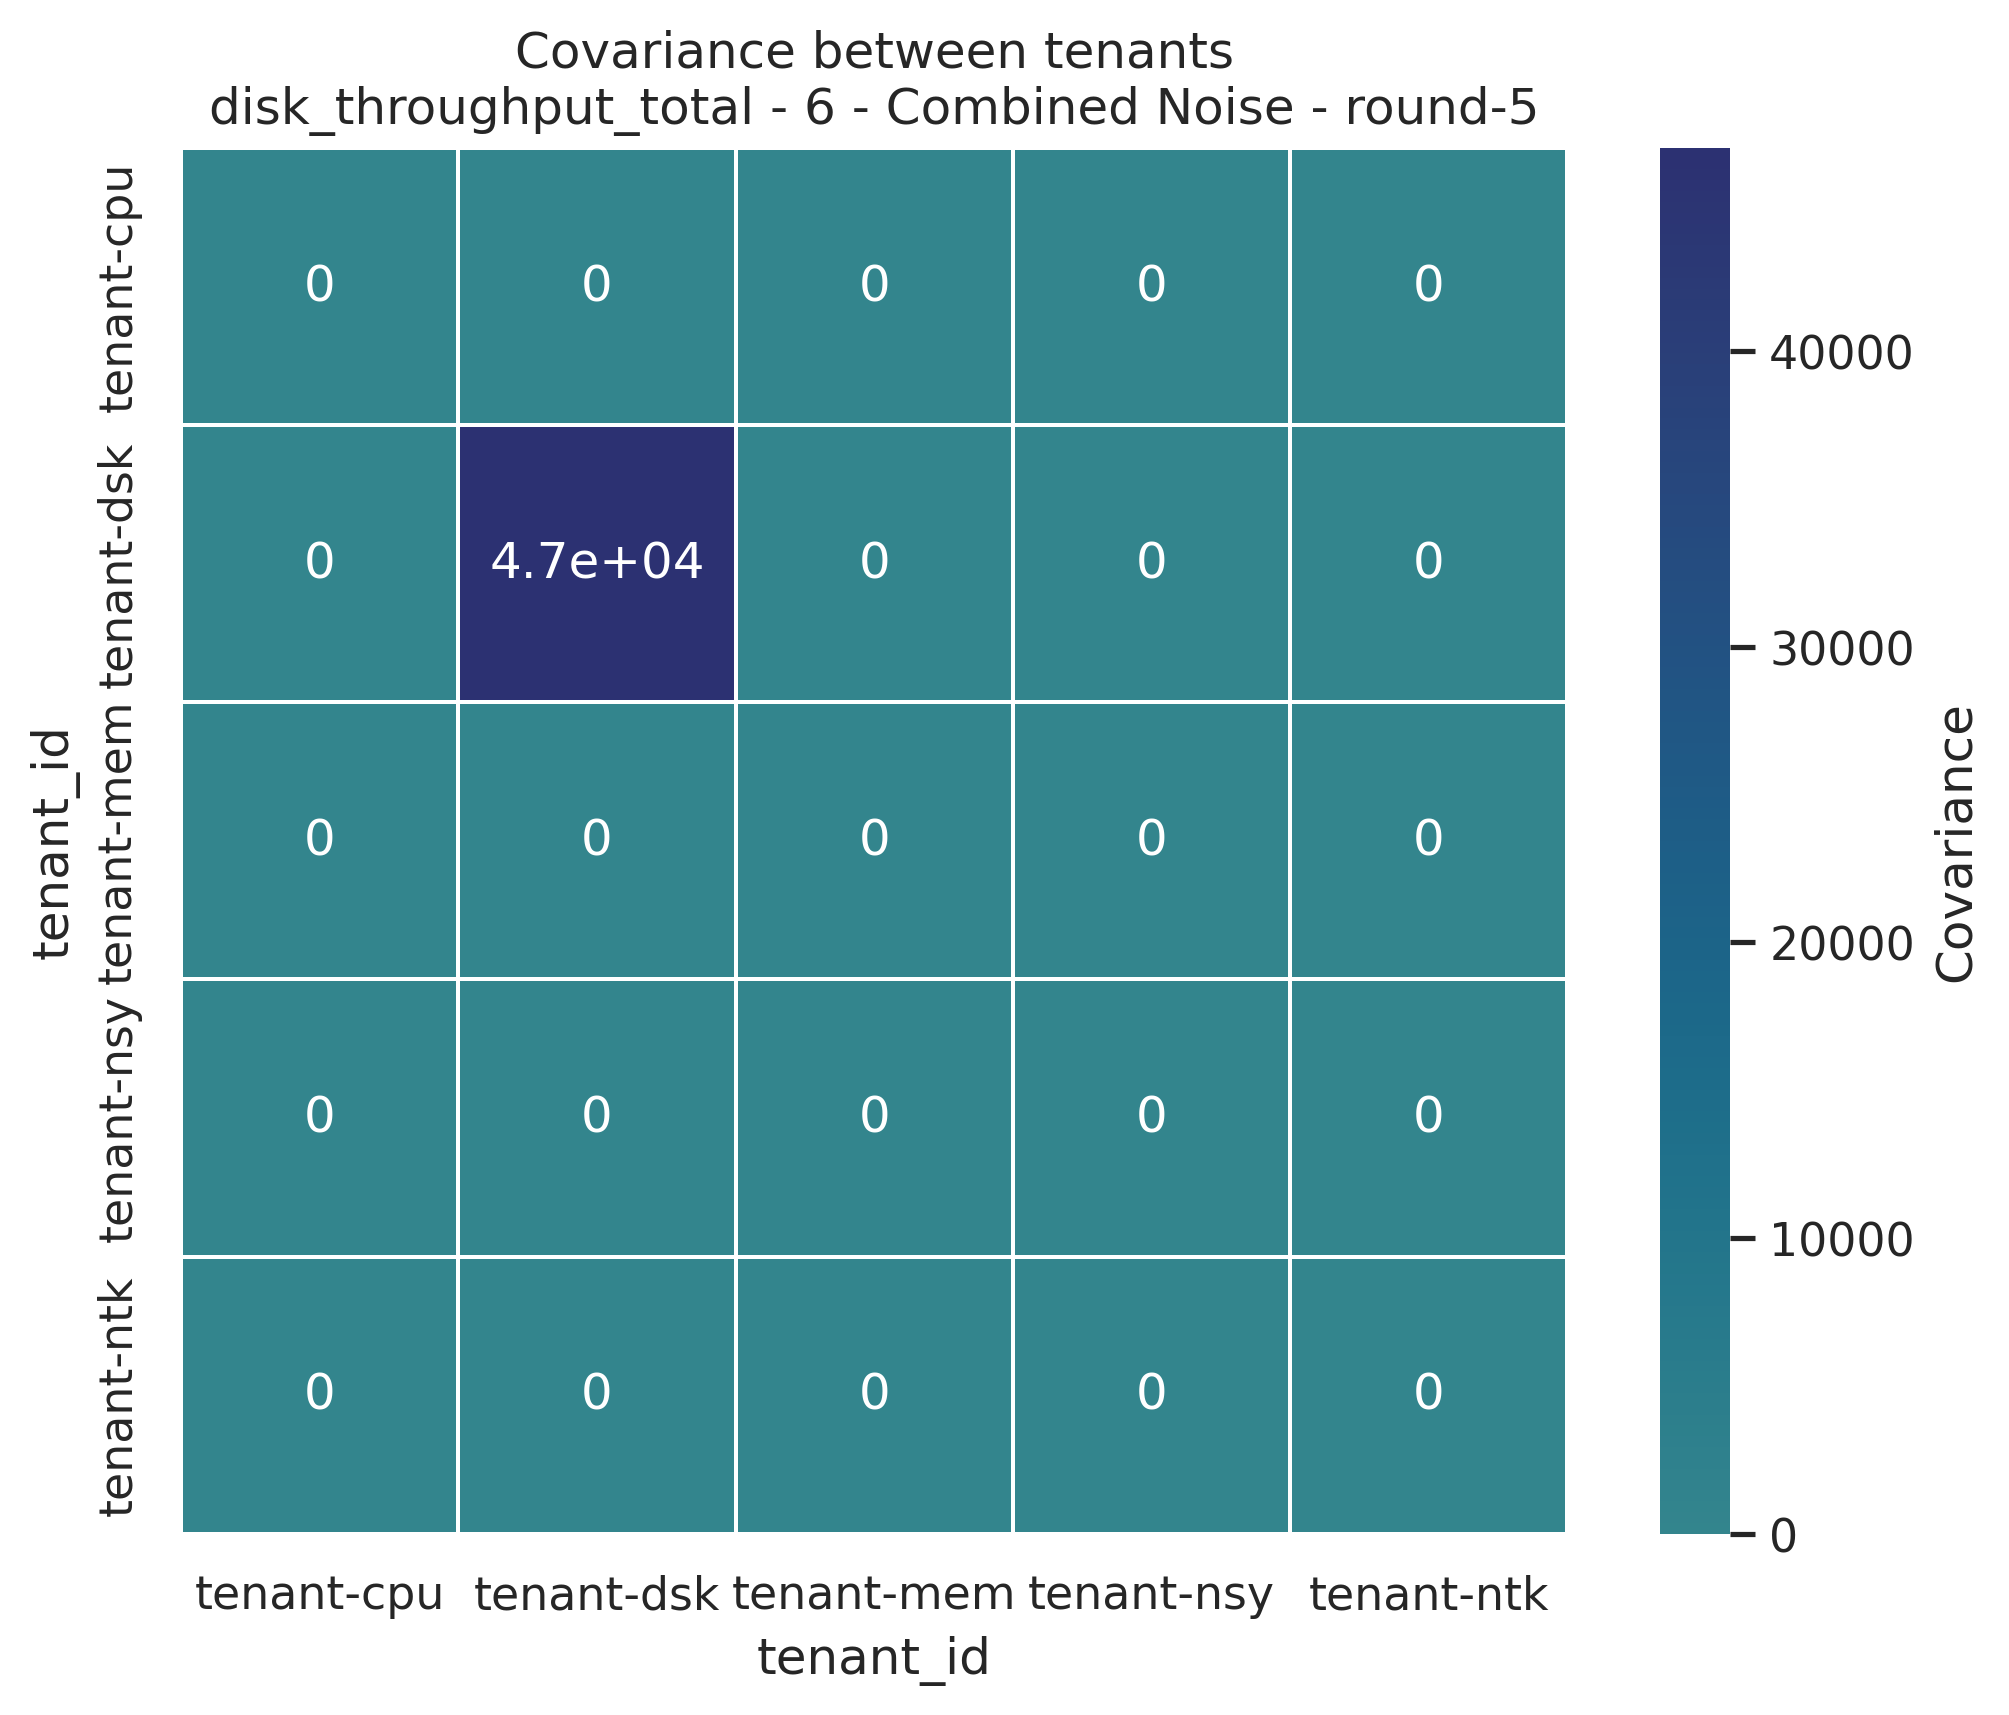 Covariance between tenants
disk_throughput_total - 6 - Combined Noise - round-5
tenant_id
tenant-cpu
0 0 0 0 0
tenant-dsk
0 4.7e+04 0 0 0
tenant-mem
0 0 0 0 0
tenant-nsy
0 0 0 0 0
tenant-ntk
0 0 0 0 0
tenant-cpu tenant-dsk tenant-mem tenant-nsy tenant-ntk
tenant_id
40000
30000
20000
10000
0
Covariance